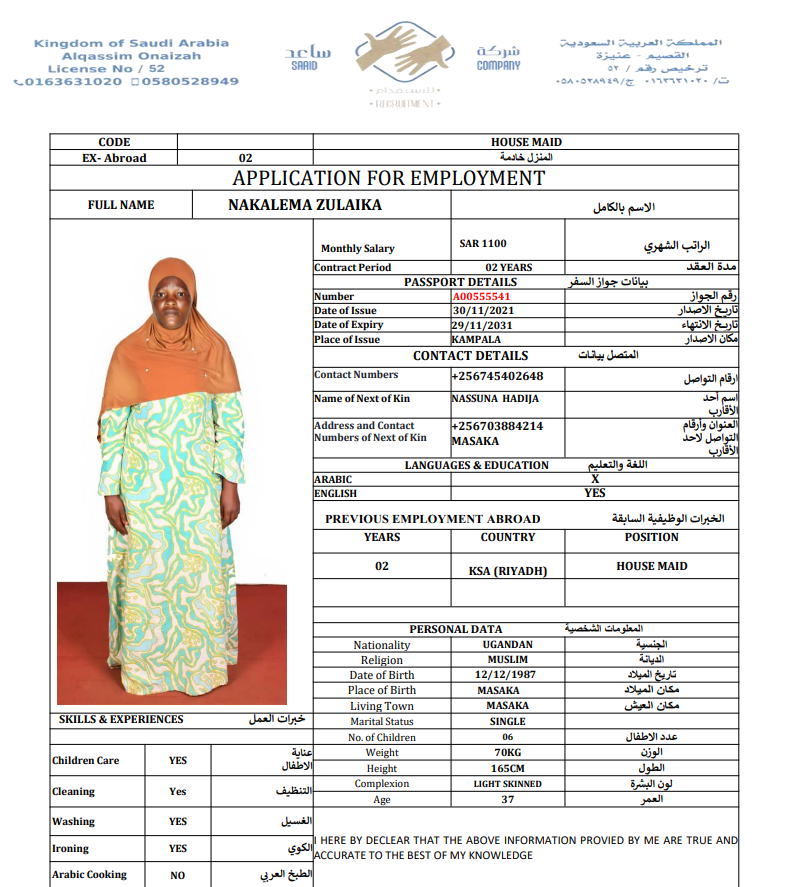 Kingdom of Saudi Arabia
Alqassim Onaizah
License No / 52
0163631020 0580528949
ساعد
SAAID
شركة
COMPANY
للاستقدام
• RECRUITMENT •
المملكة العربية السعودية
القصيم - عنيزة
ترخيص رقم / ٥٢
ت/ ٠١٦٣٦٣١٠٢٠ ج/ ٠٥٨٠٥٢٨٩٤٩
CODE HOUSE MAID
EX- Abroad 02 المنزل خادمة
APPLICATION FOR EMPLOYMENT
FULL NAME NAKALEMA ZULAIKA الاسم بالكامل
Monthly Salary SAR 1100 الراتب الشهري
Contract Period 02 YEARS مدة العقد
PASSPORT DETAILS بيانات جواز السفر
Number A00555541 رقم الجواز
Date of Issue 30/11/2021 تاريخ الاصدار
Date of Expiry 29/11/2031 تاريخ الانتهاء
Place of Issue KAMPALA مكان الاصدار
CONTACT DETAILS المتصل بيانات
Contact Numbers +256745402648 ارقام التواصل
Name of Next of Kin NASSUNA HADIJA اسم أحد
الأقارب
Address and Contact +256703884214 العنوان وأرقام
Numbers of Next of Kin MASAKA التواصل لاحد
الأقارب
LANGUAGES & EDUCATION اللغة والتعليم
ARABIC X
ENGLISH YES
PREVIOUS EMPLOYMENT ABROAD الخبرات الوظيفية السابقة
YEARS COUNTRY POSITION
02 KSA (RIYADH) HOUSE MAID
PERSONAL DATA المعلومات الشخصية
Nationality UGANDAN الجنسية
Religion MUSLIM الديانة
Date of Birth 12/12/1987 تاريخ الميلاد
Place of Birth MASAKA مكان الميلاد
Living Town MASAKA مكان العيش
Marital Status SINGLE
No. of Children 06 عدد الاطفال
Weight 70KG الوزن
Height 165CM الطول
Complexion LIGHT SKINNED لون البشرة
Age 37 العمر
SKILLS & EXPERIENCES خبرات العمل
Children Care YES عناية
الاطفال
Cleaning Yes التنظيف
Washing YES الغسيل
Ironing YES الكوي
Arabic Cooking NO الطبخ العربي
I HERE BY DECLEAR THAT THE ABOVE INFORMATION PROVIED BY ME ARE TRUE AND
ACCURATE TO THE BEST OF MY KNOWLEDGE